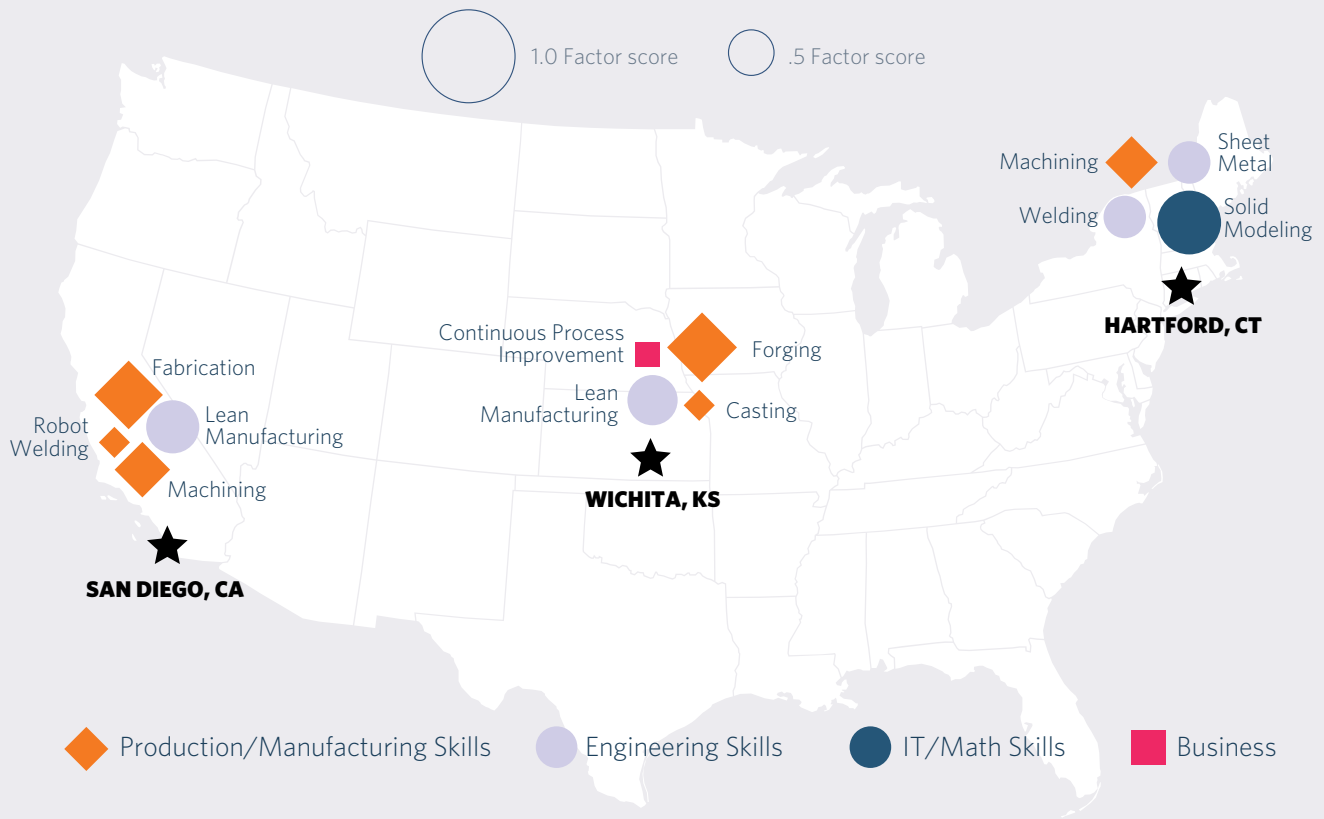 1.0 Factor score
.5 Factor score
Machining
Sheet
Metal
Welding
Solid
Modeling
HARTFORD, CT
Continuous Process
Improvement
Forging
Lean
Manufacturing
Casting
WICHITA, KS
Fabrication
Robot
Welding
Lean
Manufacturing
Machining
SAN DIEGO, CA
Production/Manufacturing Skills
Engineering Skills
IT/Math Skills
Business